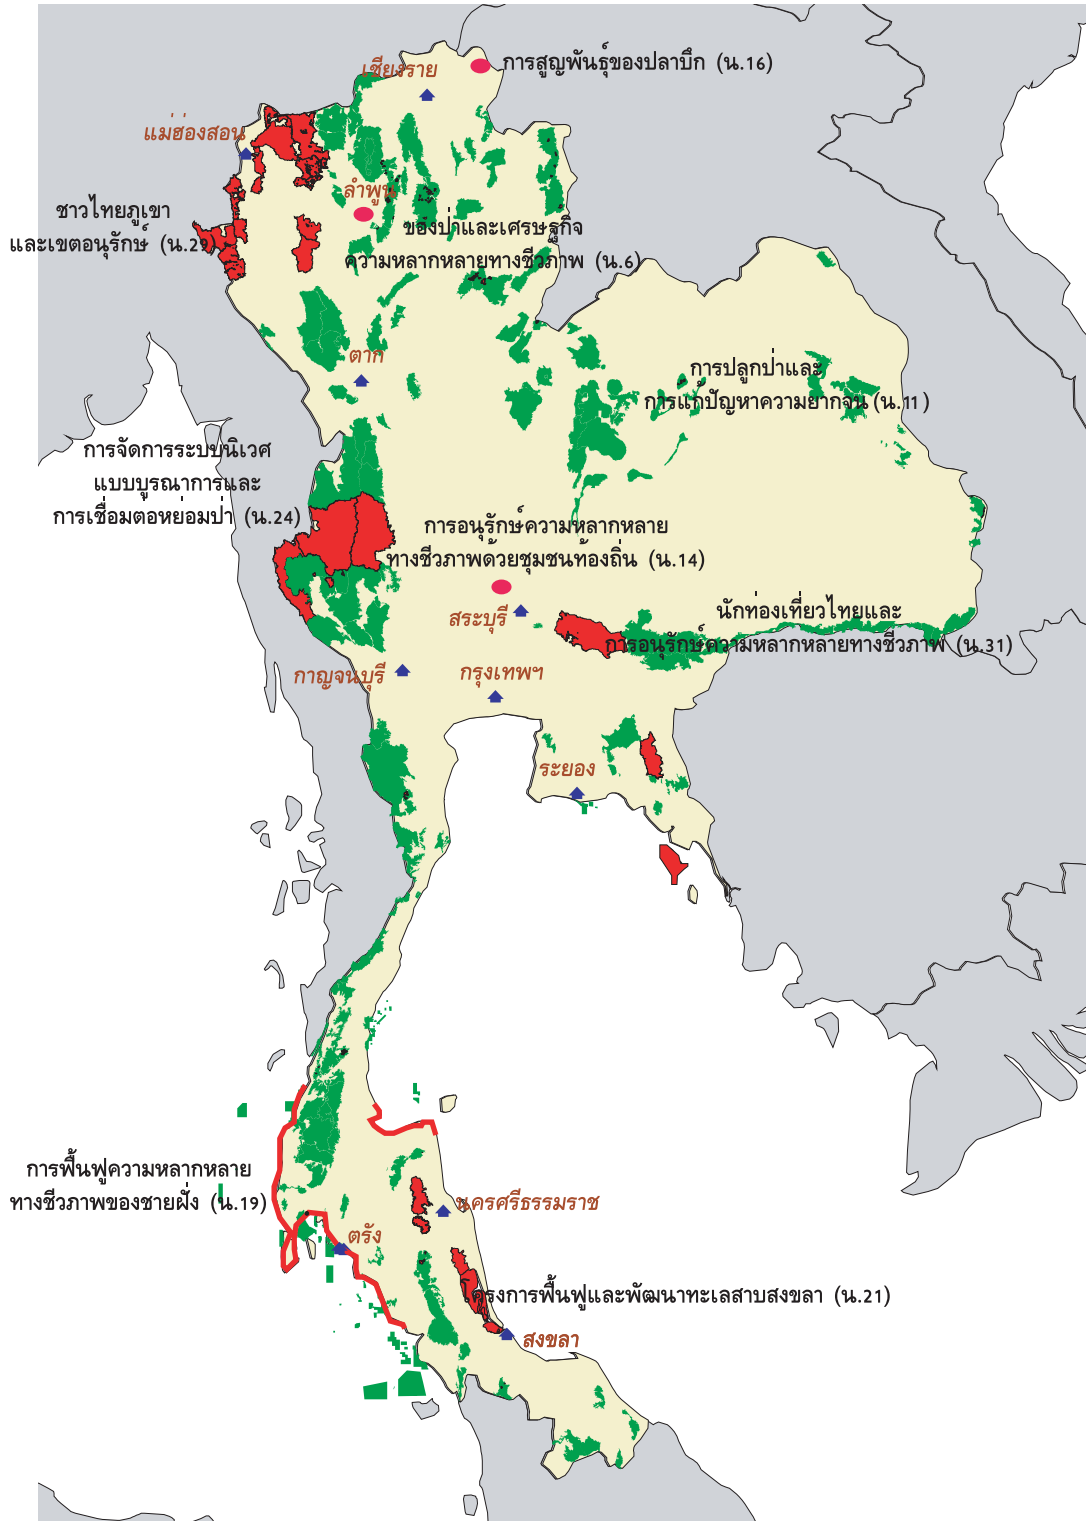 การสูญพันธุ์ของปลาบึก (น.16)
เชียงราย
แม่ฮ่องสอน
ลำพูน
ชาวไทยภูเขา
และเขตอนุรักษ์ (น.29)
ของป่าและเศรษฐกิจ
ความหลากหลายทางชีวภาพ (น.6)
ตาก
การปลูกป่าและ
การแก้ปัญหาความยากจน (น.11)
การจัดการระบบนิเวศ
แบบบูรณาการและ
การเชื่อมต่อหย่อมป่า (น.24)
การอนุรักษ์ความหลากหลาย
ทางชีวภาพด้วยชุมชนท้องถิ่น (น.14)
สระบุรี
นักท่องเที่ยวไทยและ
การอนุรักษ์ความหลากหลายทางชีวภาพ (น.31)
กาญจนบุรี
กรุงเทพฯ
ระยอง
การฟื้นฟูความหลากหลาย
ทางชีวภาพของชายฝั่ง (น.19)
นครศรีธรรมราช
ตรัง
โครงการฟื้นฟูและพัฒนาทะเลสาบสงขลา (น.21)
สงขลา